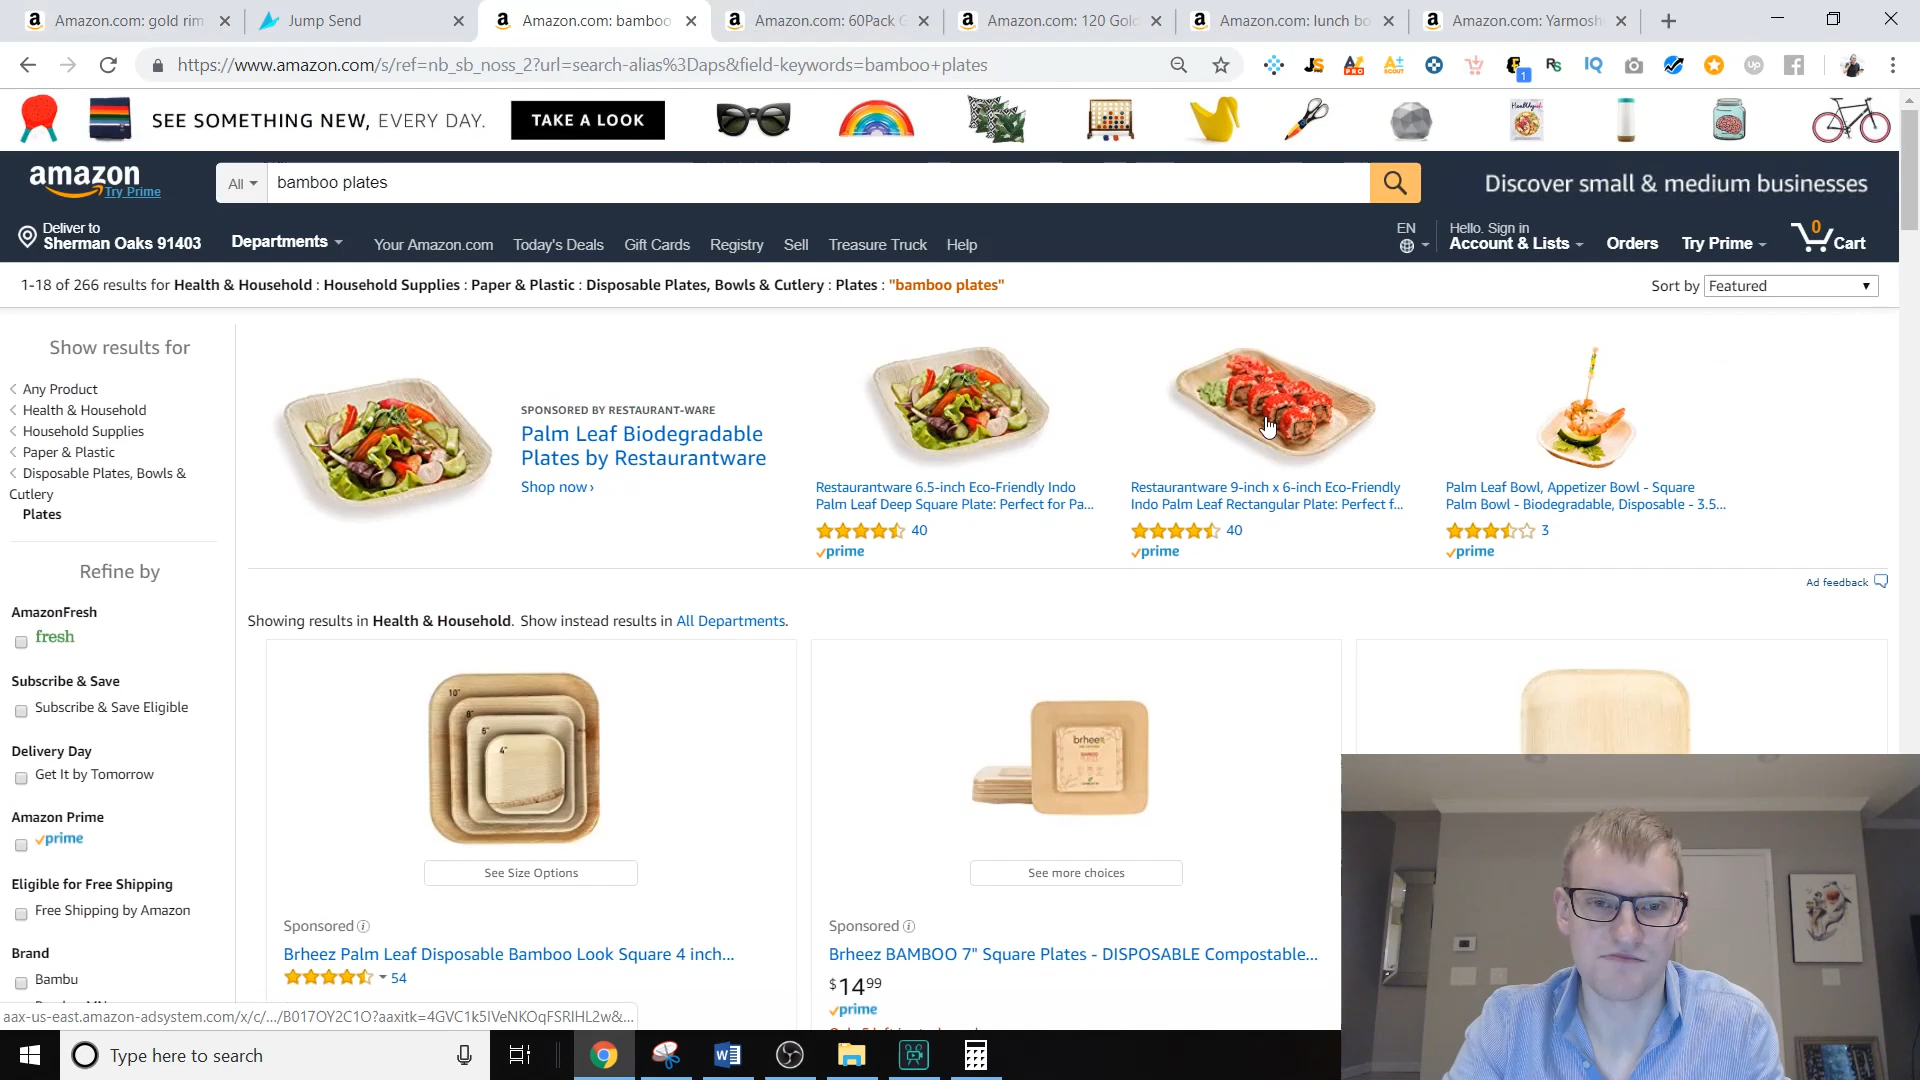 Amazon.com: gold rim
Jump Send
Amazon.com: bamboo
Amazon.com: 60Pack G
Amazon.com: 120 Gold
Amazon.com: lunch bo
Amazon.com: Yarmosh
https://www.amazon.com/s/ref=nb_sb_noss_2?url=search-alias%3Daps&field-keywords=bamboo+plates
SEE SOMETHING NEW, EVERY DAY. TAKE A LOOK
amazon
Try Prime
All
bamboo plates
Discover small & medium businesses
Deliver to
Sherman Oaks 91403
Departments
Your Amazon.com
Today's Deals
Gift Cards
Registry
Sell
Treasure Truck
Help
EN
Hello. Sign in
Account & Lists
Orders
Try Prime
0
Cart
1-18 of 266 results for Health & Household : Household Supplies : Paper & Plastic : Disposable Plates, Bowls & Cutlery : Plates : "bamboo plates"
Sort by Featured
Show results for
Any Product
Health & Household
Household Supplies
Paper & Plastic
Disposable Plates, Bowls &
Cutlery
Plates
Refine by
AmazonFresh
fresh
Subscribe & Save
Subscribe & Save Eligible
Delivery Day
Get It by Tomorrow
Amazon Prime
prime
Eligible for Free Shipping
Free Shipping by Amazon
Brand
Bambu
SPONSORED BY RESTAURANT-WARE
Palm Leaf Biodegradable
Plates by Restaurantware
Shop now ›
Restaurantware 6.5-inch Eco-Friendly Indo
Palm Leaf Deep Square Plate: Perfect for Pa...
40
prime
Restaurantware 9-inch x 6-inch Eco-Friendly
Indo Palm Leaf Rectangular Plate: Perfect f...
40
prime
Palm Leaf Bowl, Appetizer Bowl - Square
Palm Bowl - Biodegradable, Disposable - 3.5...
3
prime
Ad feedback
Showing results in Health & Household. Show instead results in All Departments.
10"
8"
6"
4"
See Size Options
Sponsored
Brheez Palm Leaf Disposable Bamboo Look Square 4 inch...
54
brheez
See more choices
Sponsored
Brheez BAMBOO 7" Square Plates - DISPOSABLE Compostable...
$14 99
prime
aax-us-east.amazon-adsystem.com/x/c/.../B017OY2C1O?aaxitk=4GVC1k5IVeNKOqFSRIHL2w&...
Type here to search